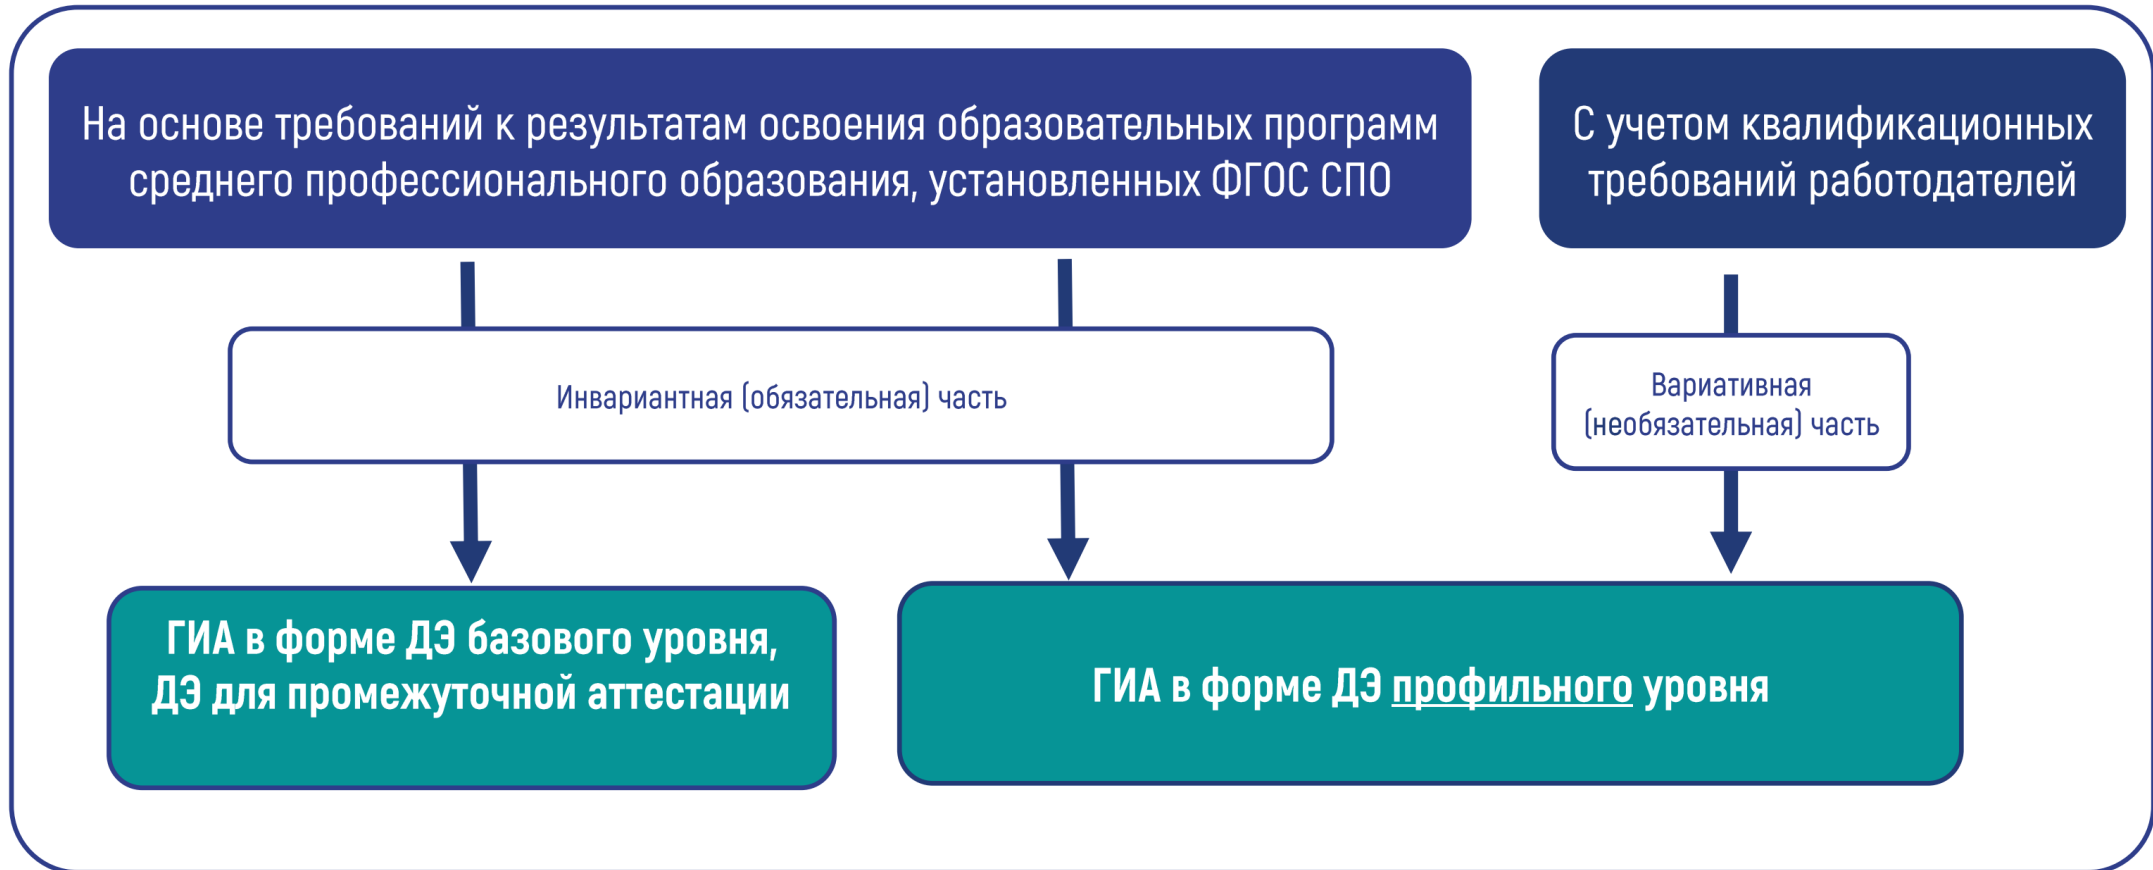 На основе требований к результатам освоения образовательных программ
среднего профессионального образования, установленных ФГОС СПО
С учетом квалификационных
требований работодателей
Инвариантная (обязательная) часть
Вариативная
(необязательная) часть
ГИА в форме ДЭ базового уровня,
ДЭ для промежуточной аттестации
ГИА в форме ДЭ профильного уровня